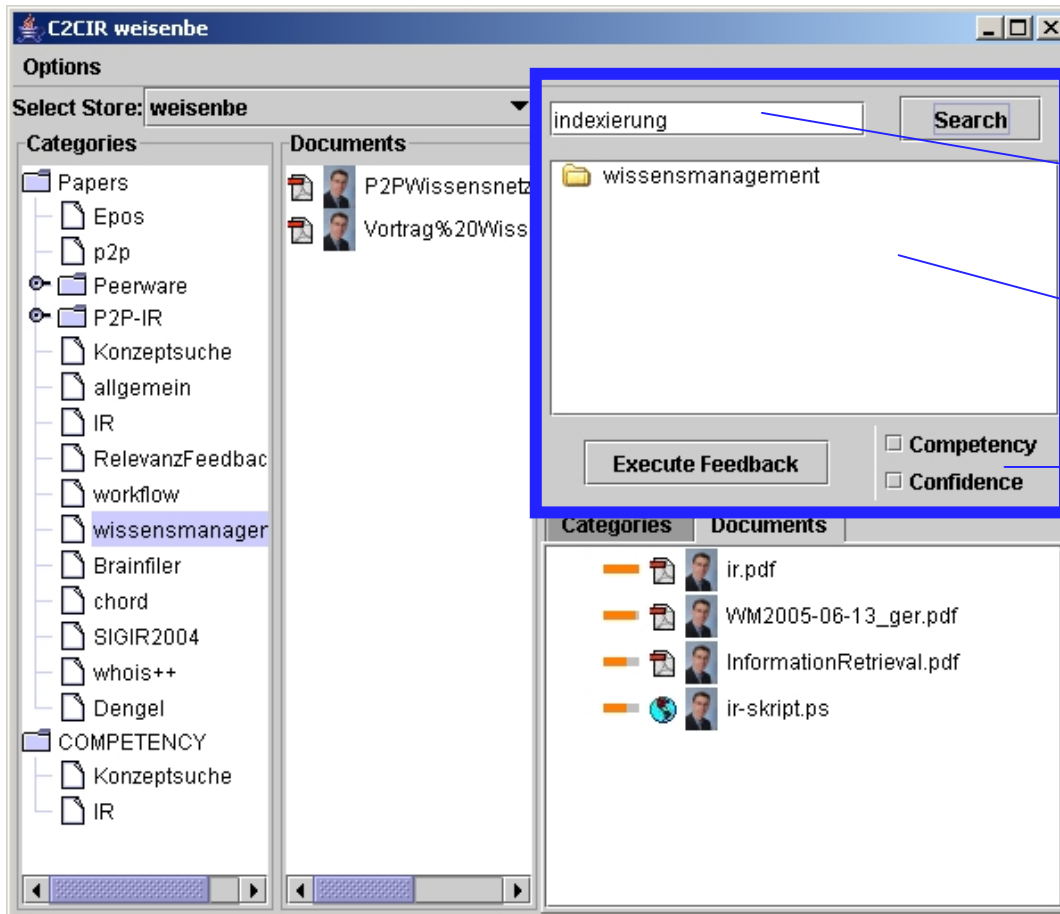 C2CIR weisenbe
Options
Select Store: weisenbe
Categories
Papers
Epos
p2p
Peerware
P2P-IR
Konzeptsuche
allgemein
IR
RelevanzFeedbac
workflow
wissensmanager
Brainfiler
chord
SIGIR2004
whois++
Dengel
COMPETENCY
Konzeptsuche
IR
Documents
P2PWissensnetz
Vortrag%20Wiss
indexierung
Search
wissensmanagement
Execute Feedback
Competency
Confidence
Categories Documents
ir.pdf
WM2005-06-13_ger.pdf
InformationRetrieval.pdf
ir-skript.ps